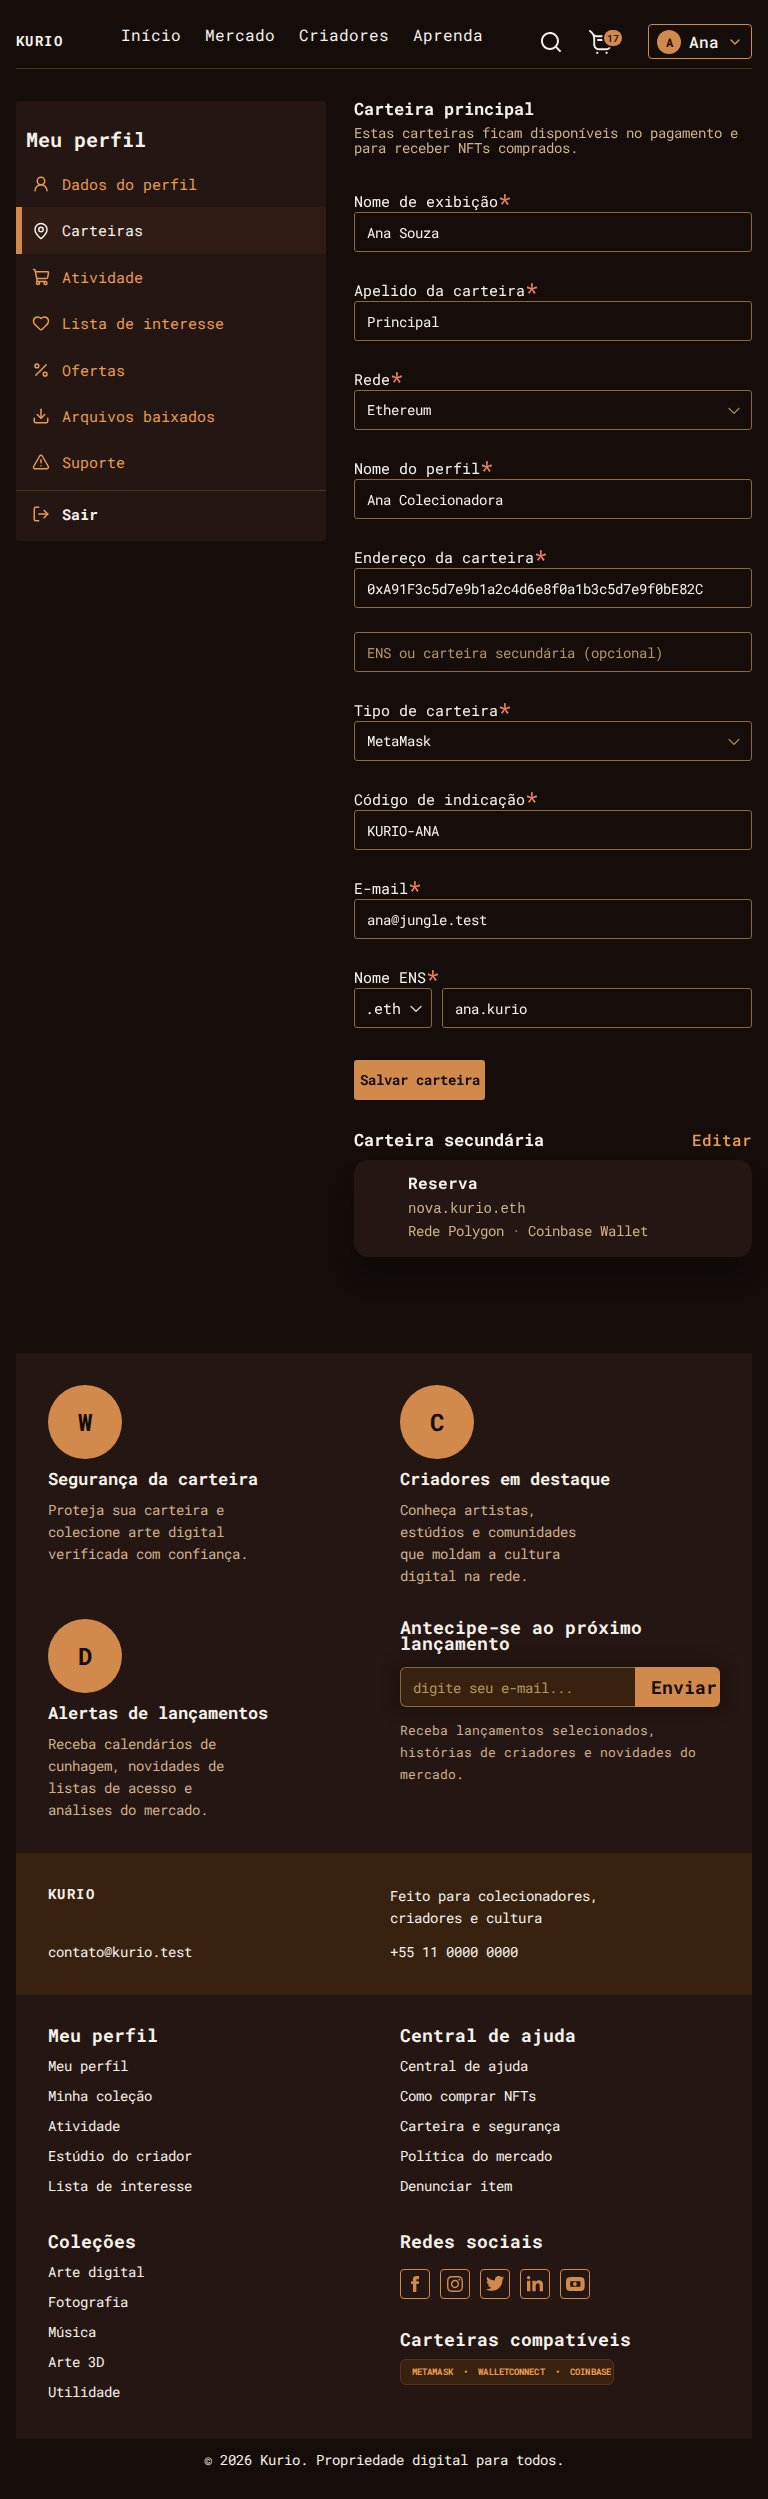 KURIO
Início Mercado Criadores Aprenda
17
A Ana
Meu perfil
Dados do perfil
Carteiras
Atividade
Lista de interesse
Ofertas
Arquivos baixados
Suporte
Sair
Carteira principal
Estas carteiras ficam disponíveis no pagamento e
para receber NFTs comprados.
Nome de exibição*
Ana Souza
Apelido da carteira*
Principal
Rede*
Ethereum
Nome do perfil*
Ana Colecionadora
Endereço da carteira*
0xA91F3c5d7e9b1a2c4d6e8f0a1b3c5d7e9f0bE82C
ENS ou carteira secundária (opcional)
Tipo de carteira*
MetaMask
Código de indicação*
KURIO-ANA
E-mail*
ana@jungle.test
Nome ENS*
.eth
ana.kurio
Salvar carteira
Carteira secundária
Editar
Reserva
nova.kurio.eth
Rede Polygon · Coinbase Wallet
W
Segurança da carteira
Proteja sua carteira e
colecione arte digital
verificada com confiança.
C
Criadores em destaque
Conheça artistas,
estúdios e comunidades
que moldam a cultura
digital na rede.
D
Alertas de lançamentos
Receba calendários de
cunhagem, novidades de
listas de acesso e
análises do mercado.
Antecipe-se ao próximo
lançamento
digite seu e-mail...
Enviar
Receba lançamentos selecionados,
histórias de criadores e novidades do
mercado.
KURIO
Feito para colecionadores,
criadores e cultura
contato@kurio.test
+55 11 0000 0000
Meu perfil
Meu perfil
Minha coleção
Atividade
Estúdio do criador
Lista de interesse
Central de ajuda
Central de ajuda
Como comprar NFTs
Carteira e segurança
Política do mercado
Denunciar item
Coleções
Arte digital
Fotografia
Música
Arte 3D
Utilidade
Redes sociais
Carteiras compatíveis
METAMASK • WALLETCONNECT • COINBASE
© 2026 Kurio. Propriedade digital para todos.